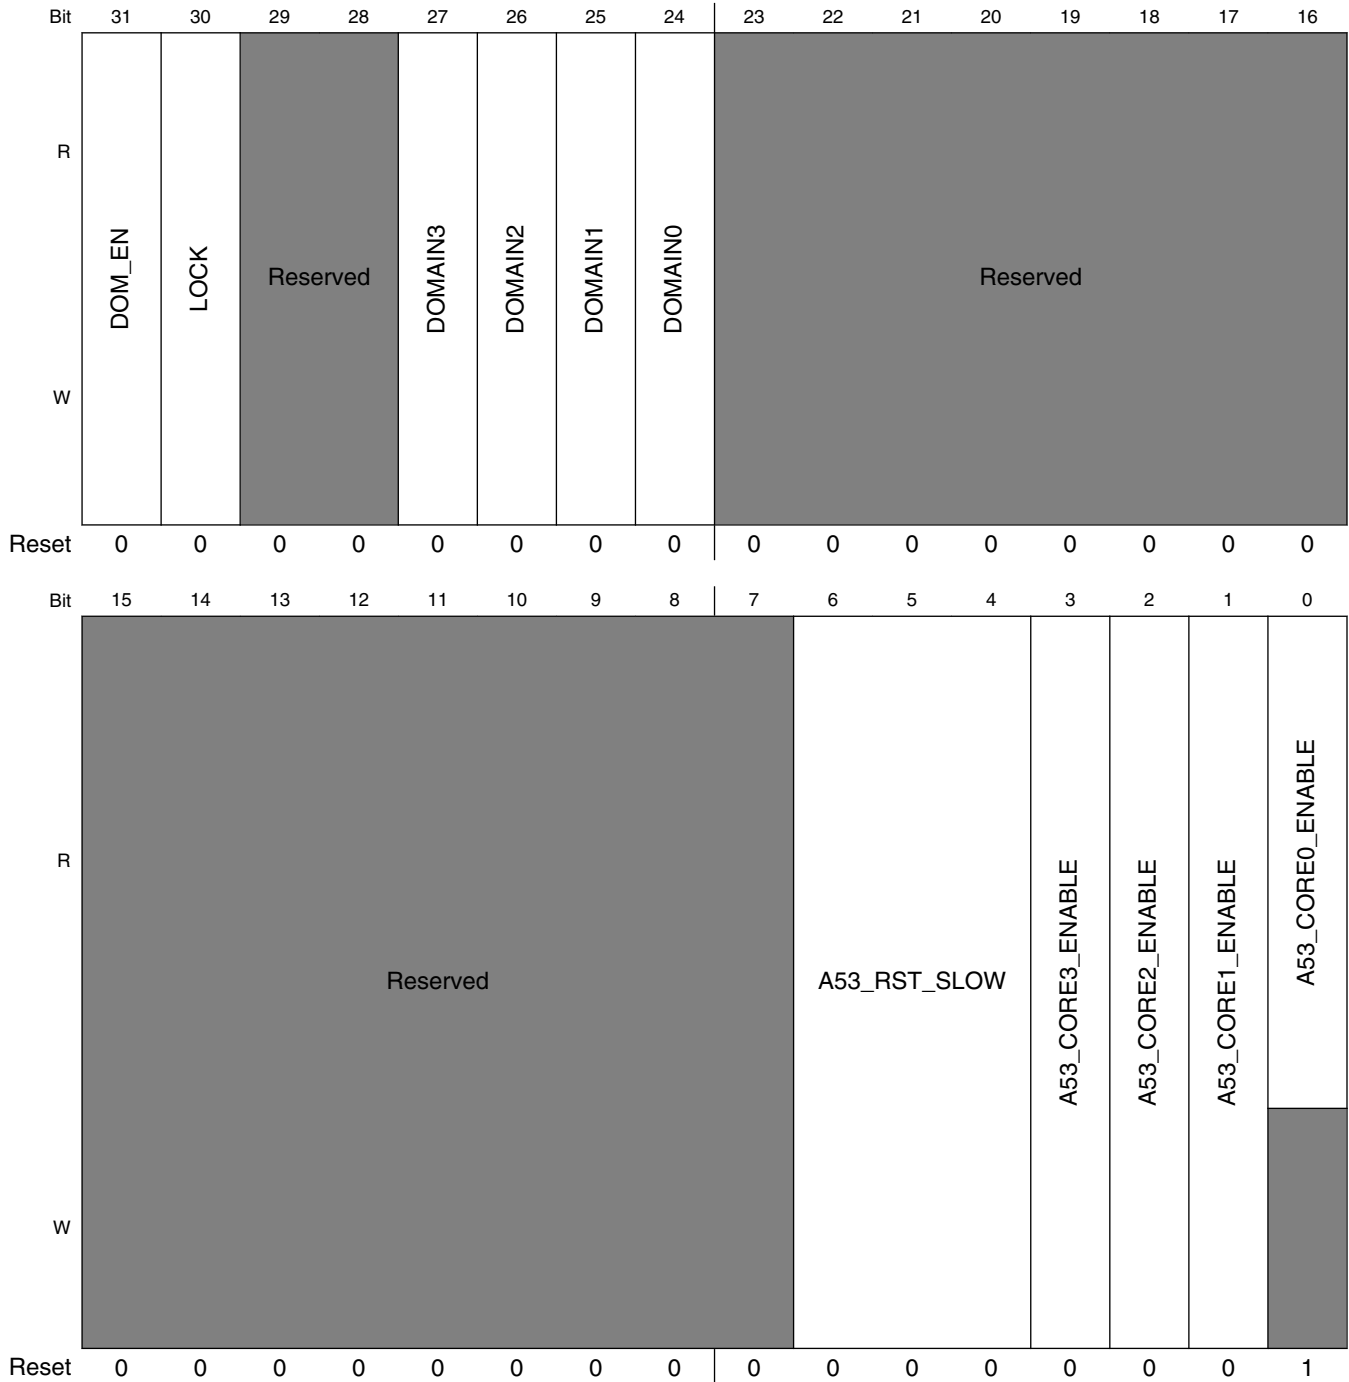 Bit 31 30 29 28 27 26 25 24 23 22 21 20 19 18 17 16
R
DOM_EN LOCK Reserved DOMAIN3 DOMAIN2 DOMAIN1 DOMAIN0 Reserved
W
Reset 0 0 0 0 0 0 0 0 0 0 0 0 0 0 0 0
Bit 15 14 13 12 11 10 9 8 7 6 5 4 3 2 1 0
R
Reserved A53_RST_SLOW A53_CORE3_ENABLE A53_CORE2_ENABLE A53_CORE1_ENABLE A53_CORE0_ENABLE
W
Reset 0 0 0 0 0 0 0 0 0 0 0 0 0 0 0 1